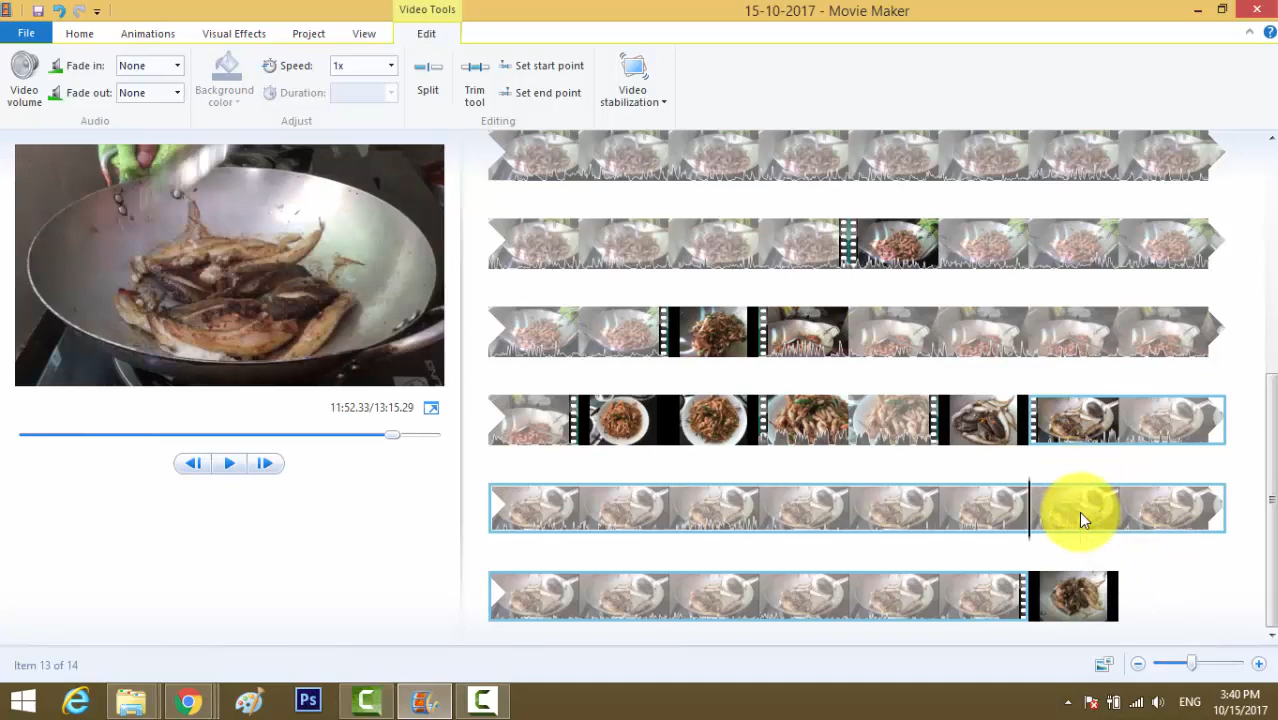 Video Tools
15-10-2017 - Movie Maker
File
Home
Animations
Visual Effects
Project
View
Edit
Video volume
Fade in:
None
Fade out:
None
Audio
Background color
Speed:
1x
Duration:
Adjust
Split
Trim tool
Set start point
Set end point
Editing
Video stabilization
11:52.33/13:15.29
Item 13 of 14
Ps
ENG
3:40 PM
10/15/2017